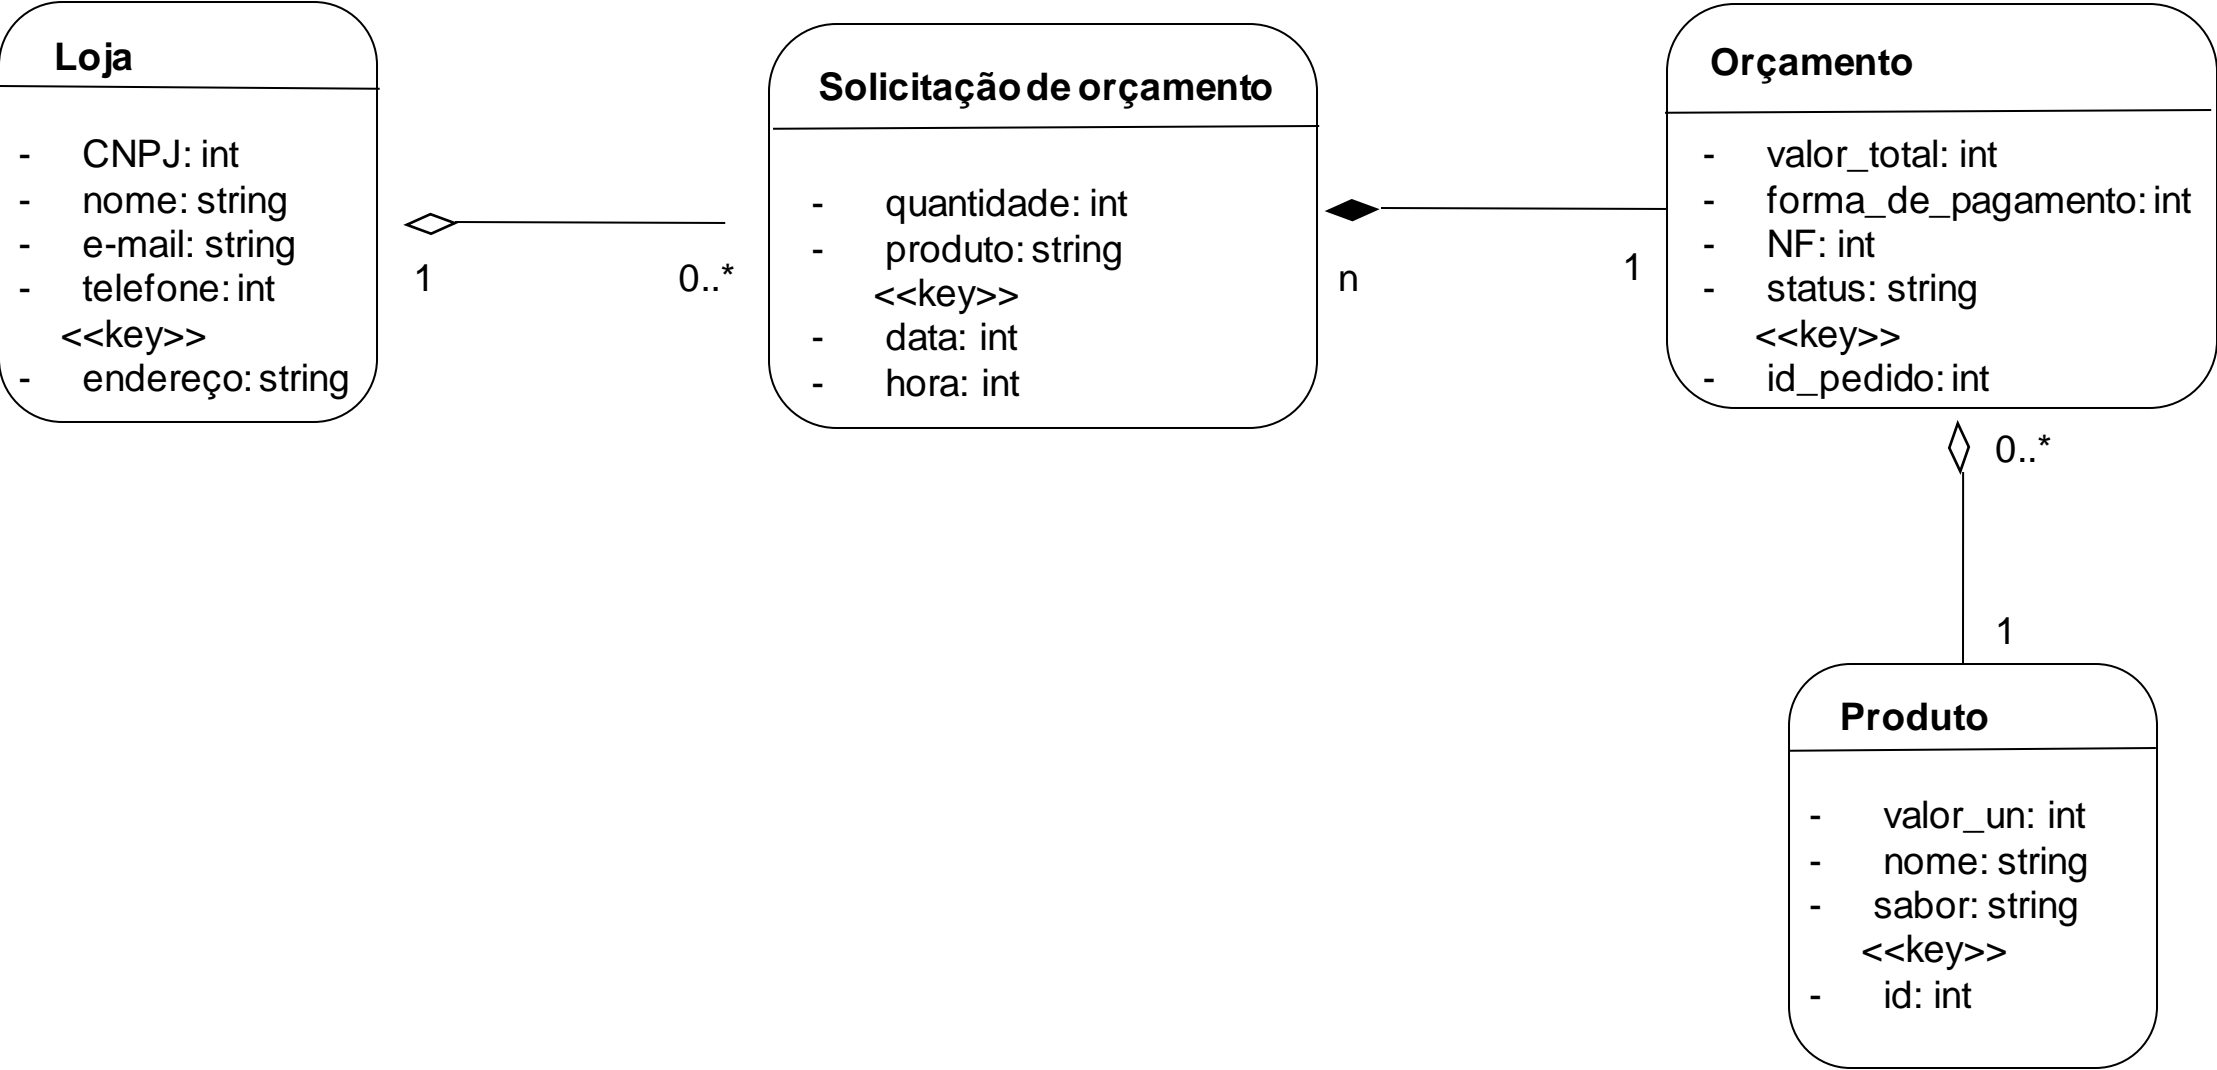 Loja
- CNPJ: int
- nome: string
- e-mail: string
- telefone: int
<<key>>
- endereço: string
1
0..*
Solicitação de orçamento
- quantidade: int
- produto: string
<<key>>
- data: int
- hora: int
n
1
Orçamento
- valor_total: int
- forma_de_pagamento: int
- NF: int
- status: string
<<key>>
- id_pedido: int
0..*
1
Produto
- valor_un: int
- nome: string
- sabor: string
<<key>>
- id: int